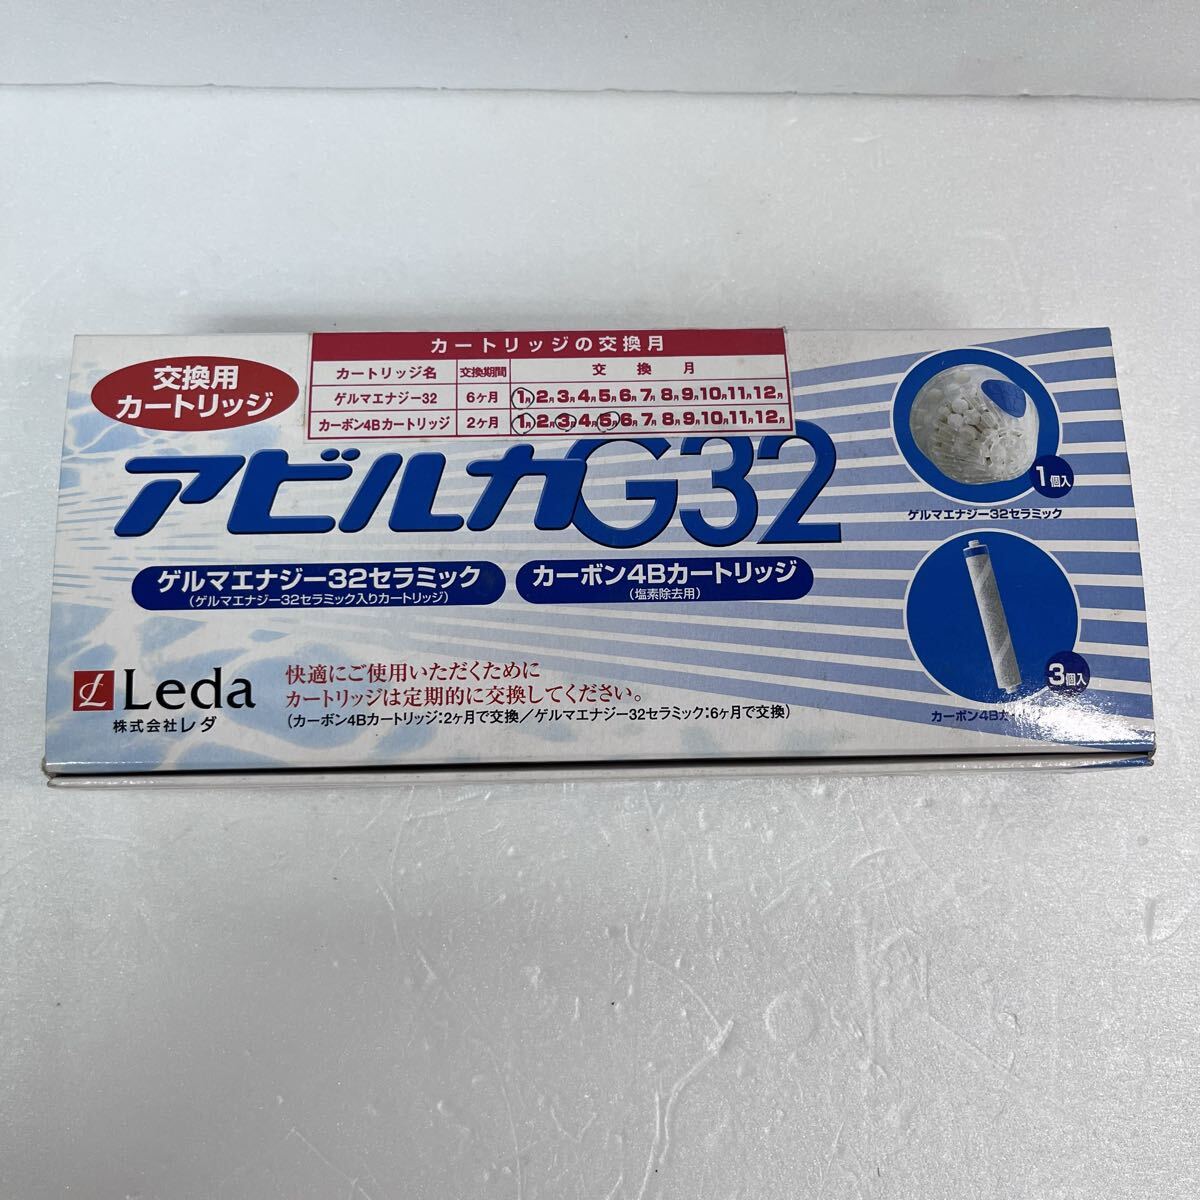 交換用
カートリッジ
カートリッジの交換月
カートリッジ名 交換期間 交換月
ゲルマエナジー32 6ヶ月 1月2月3月4月5月6月7月8月9月10月11月12月
カーボン4Bカートリッジ 2ヶ月 1月2月3月4月5月6月7月8月9月10月11月12月
アビルカG32
ゲルマエナジー32セラミック
(ゲルマエナジー32セラミック入りカートリッジ)
カーボン4Bカートリッジ
(塩素除去用)
1個入
ゲルマエナジー32セラミック
3個入
カーボン4Bカ
Leda
株式会社レダ
快適にご使用いただくために
カートリッジは定期的に交換してください。
(カーボン4Bカートリッジ:2ヶ月で交換/ゲルマエナジー32セラミック:6ヶ月で交換)